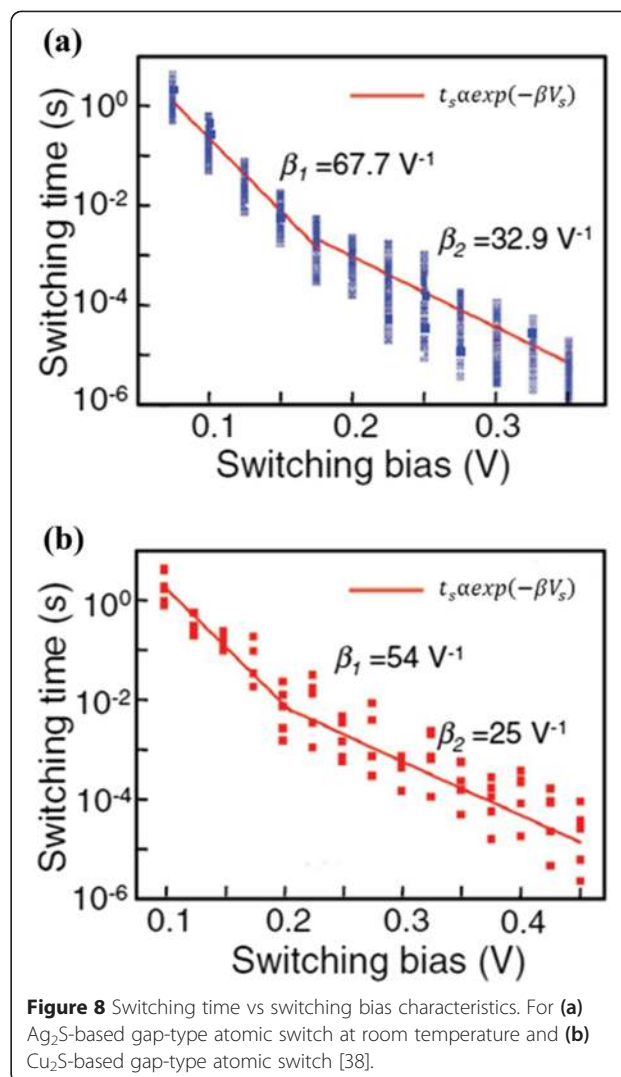 (a)
Switching time (s)
10⁰
10⁻²
10⁻⁴
10⁻⁶
t_sαexp(−βV_s)
β₁=67.7 V⁻¹
β₂=32.9 V⁻¹
0.1 0.2 0.3
Switching bias (V)
(b)
Switching time (s)
10⁰
10⁻²
10⁻⁴
10⁻⁶
t_sαexp(−βV_s)
β₁=54 V⁻¹
β₂=25 V⁻¹
0.1 0.2 0.3 0.4
Switching bias (V)
Figure 8 Switching time vs switching bias characteristics. For (a)
Ag₂S-based gap-type atomic switch at room temperature and (b)
Cu₂S-based gap-type atomic switch [38].